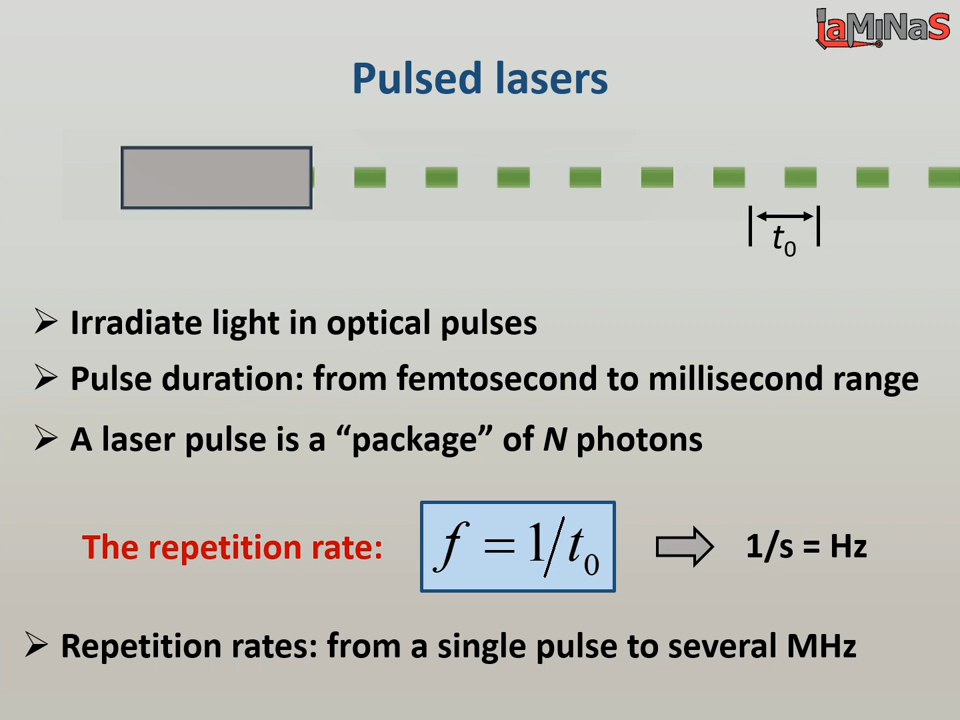 laMiNaS
Pulsed lasers
t0
➢ Irradiate light in optical pulses
➢ Pulse duration: from femtosecond to millisecond range
➢ A laser pulse is a “package” of N photons
The repetition rate: f = 1/t0 1/s = Hz
➢ Repetition rates: from a single pulse to several MHz